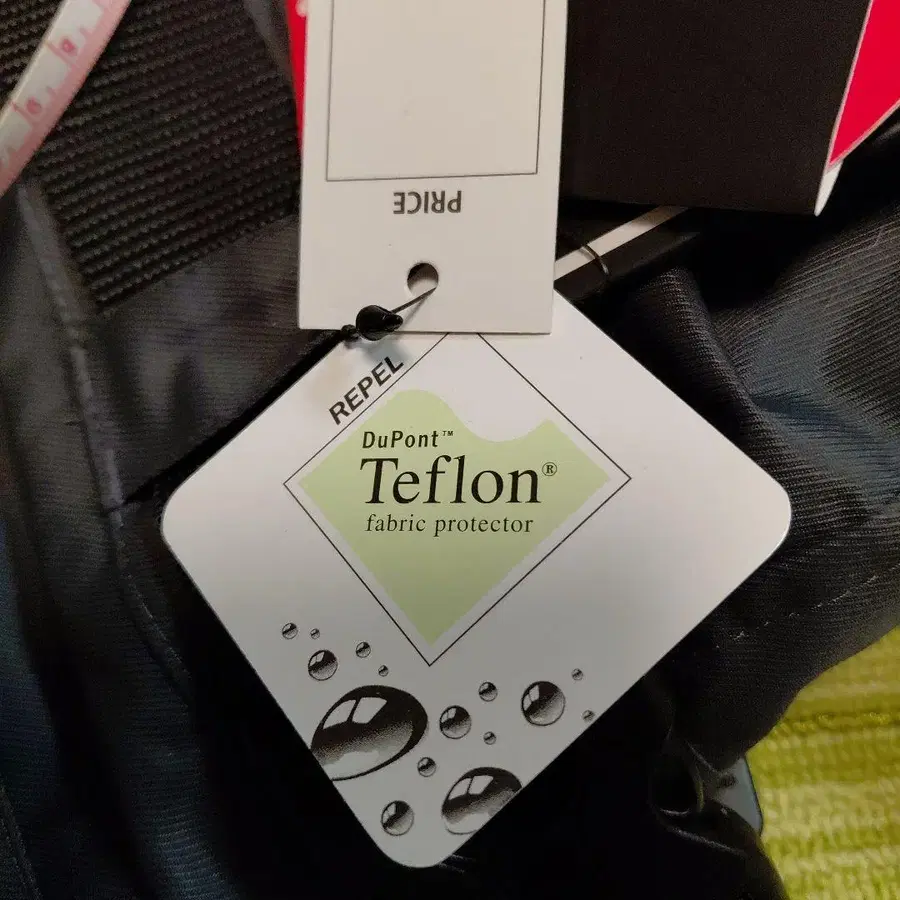 PRICE
REPEL
DuPont™
Teflon®
fabric protector